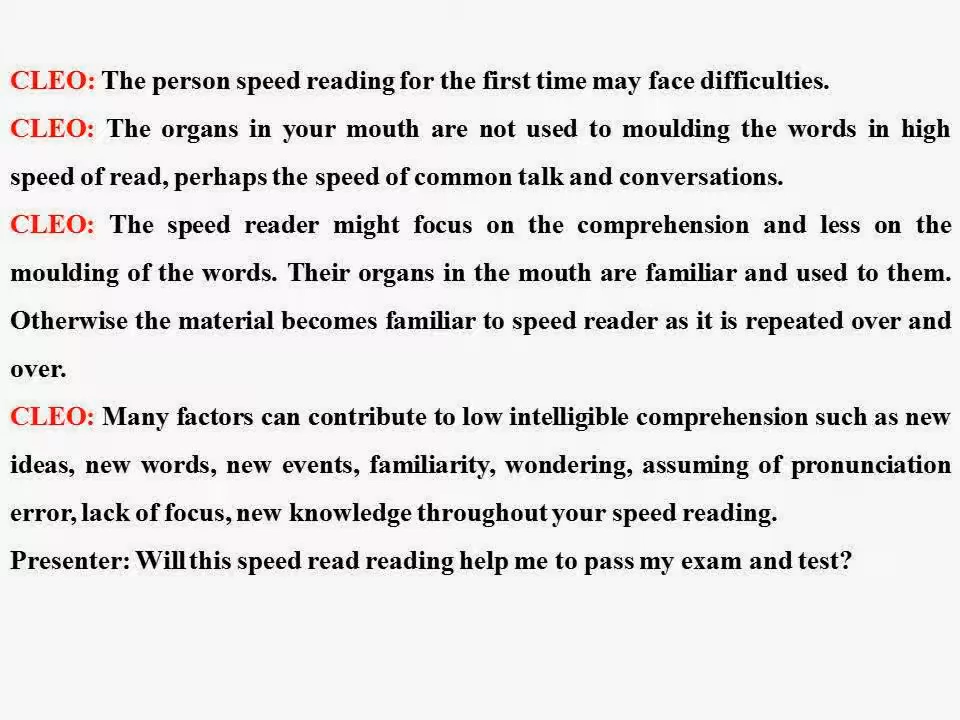 CLEO: The person speed reading for the first time may face difficulties.
CLEO: The organs in your mouth are not used to moulding the words in high
speed of read, perhaps the speed of common talk and conversations.
CLEO: The speed reader might focus on the comprehension and less on the
moulding of the words. Their organs in the mouth are familiar and used to them.
Otherwise the material becomes familiar to speed reader as it is repeated over and
over.
CLEO: Many factors can contribute to low intelligible comprehension such as new
ideas, new words, new events, familiarity, wondering, assuming of pronunciation
error, lack of focus, new knowledge throughout your speed reading.
Presenter: Will this speed read reading help me to pass my exam and test?